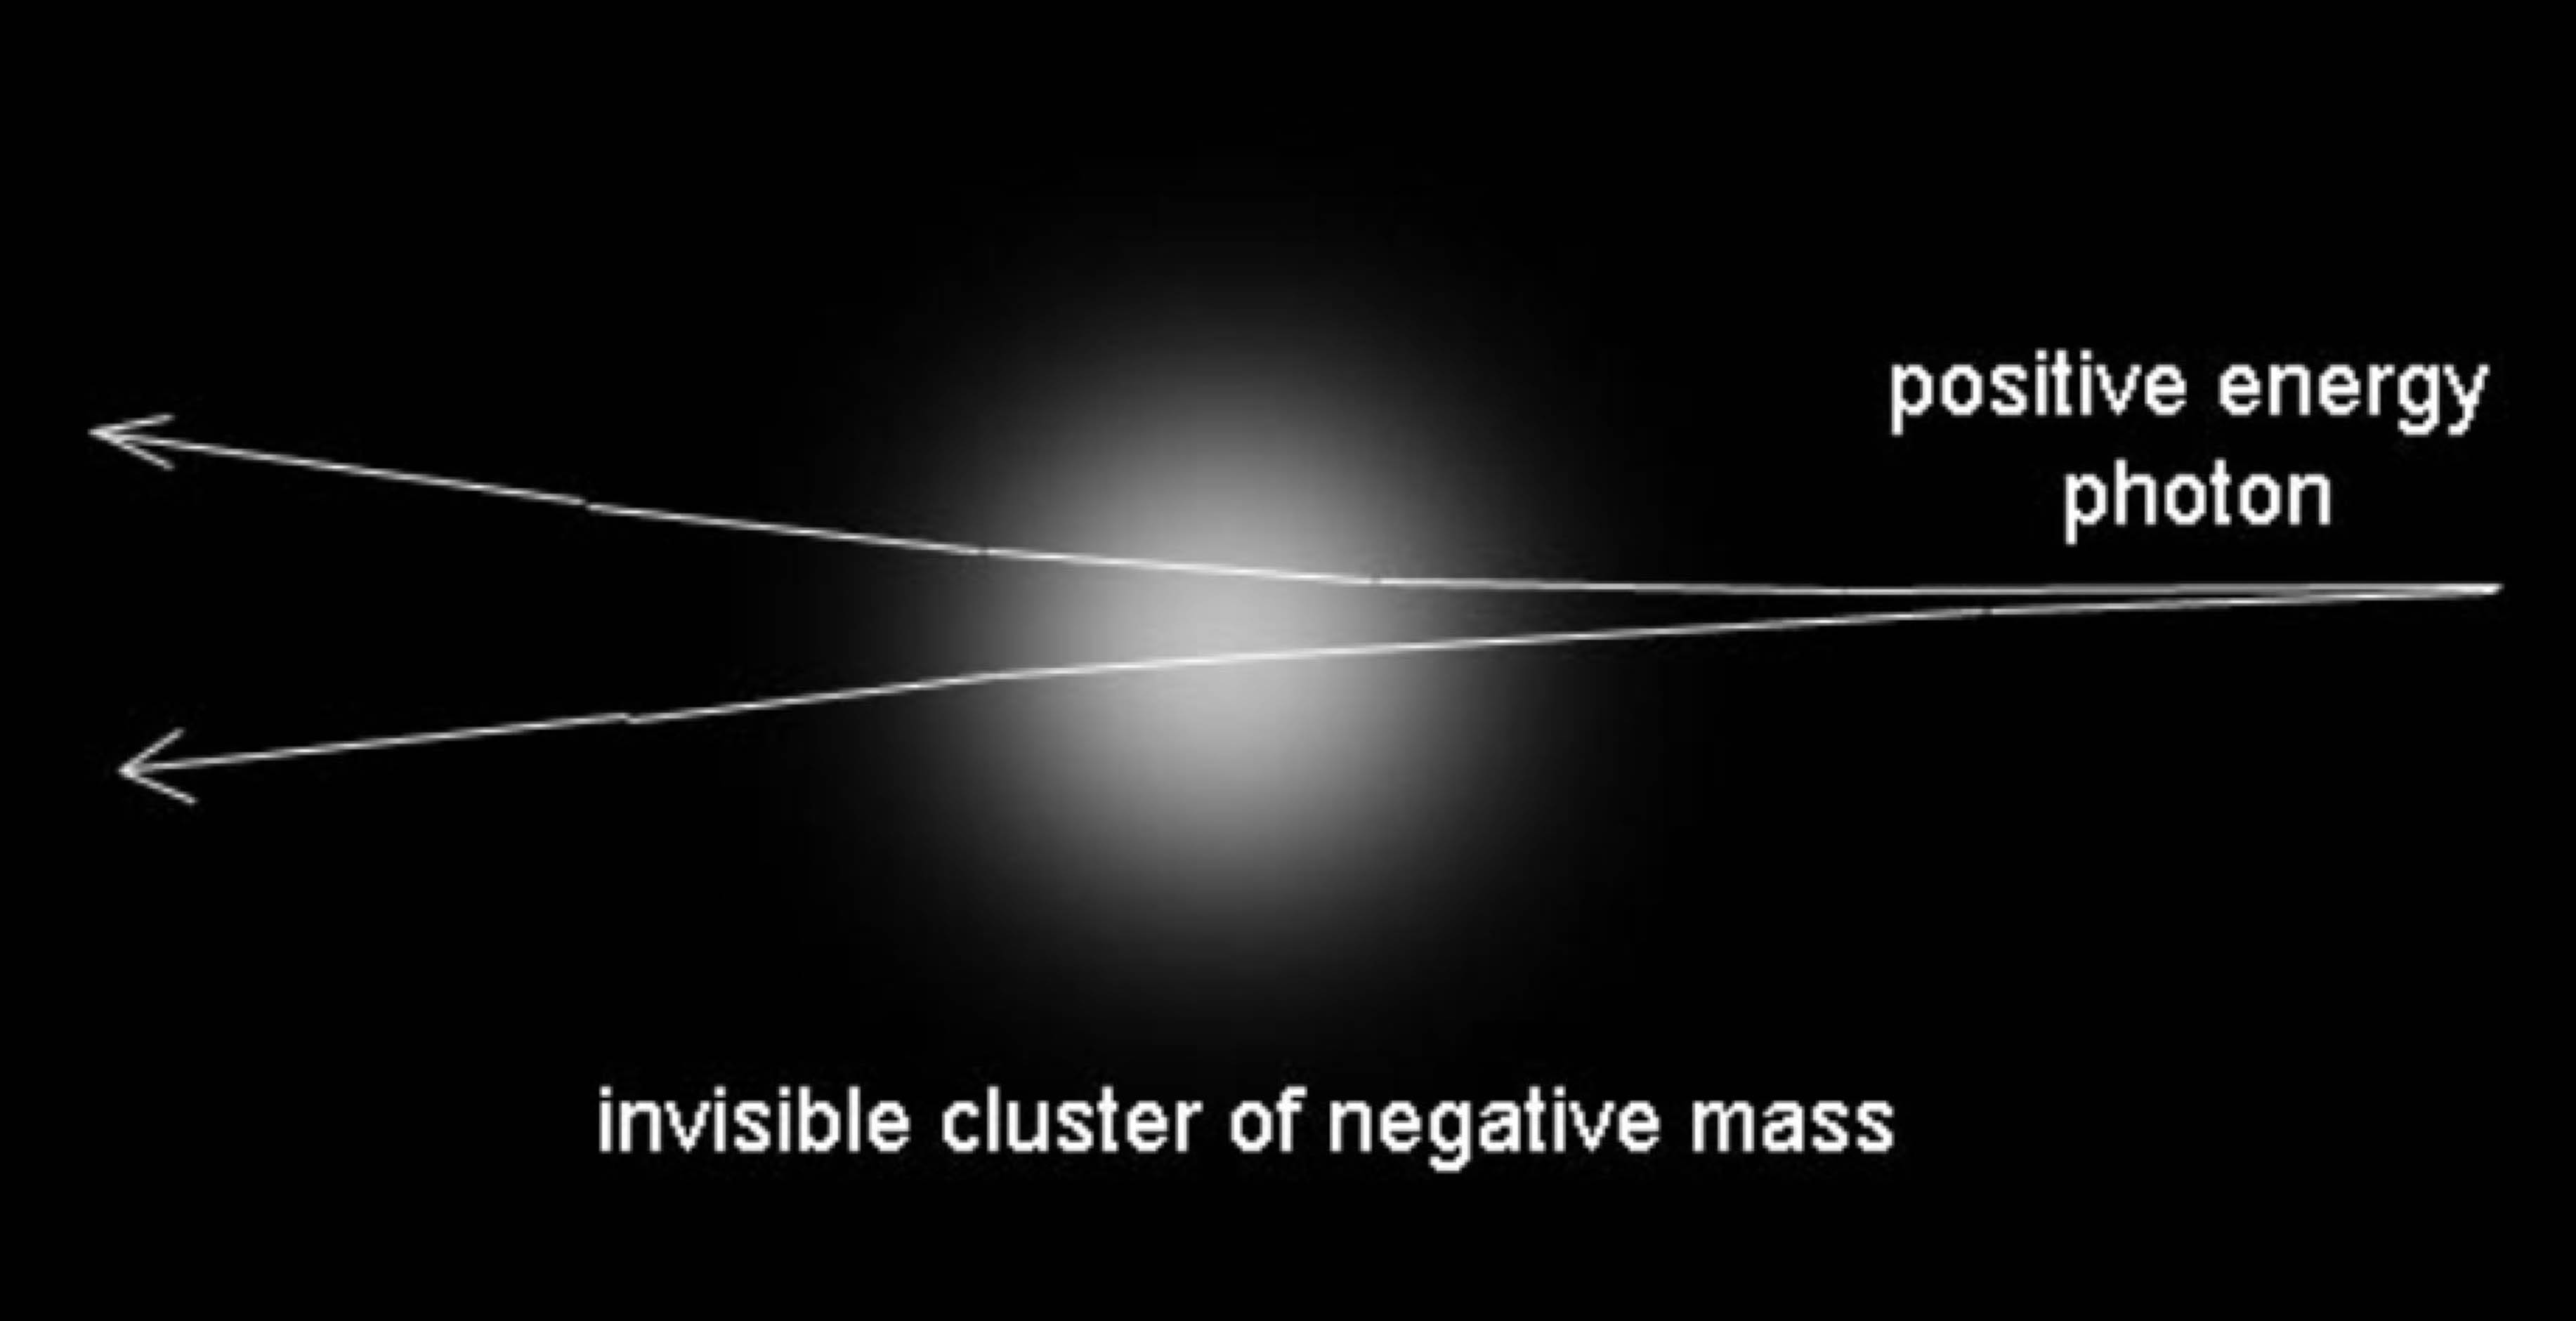 positive energy
photon
invisible cluster of negative mass